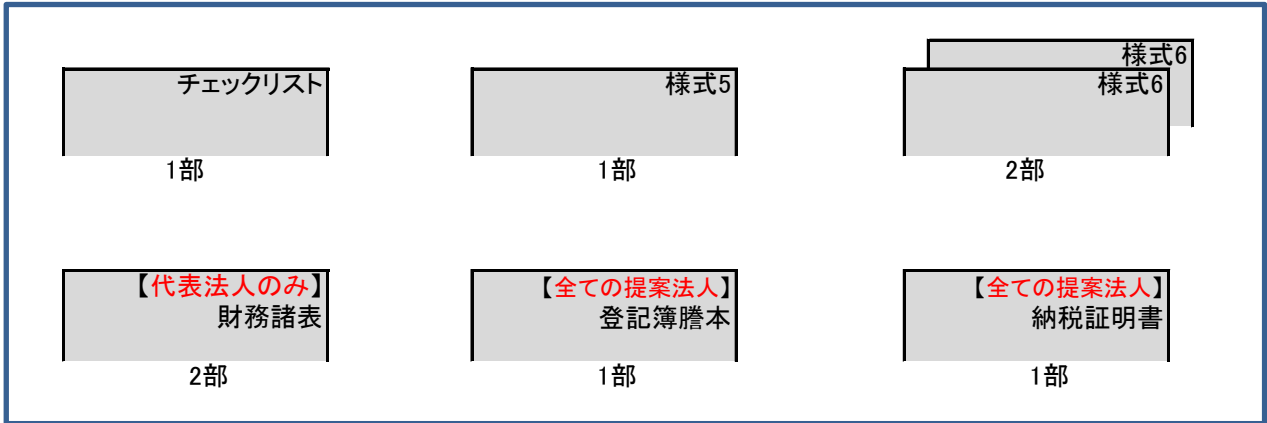 チェックリスト
1部
様式5
1部
様式6
様式6
2部
【代表法人のみ】
財務諸表
2部
【全ての提案法人】
登記簿謄本
1部
【全ての提案法人】
納税証明書
1部